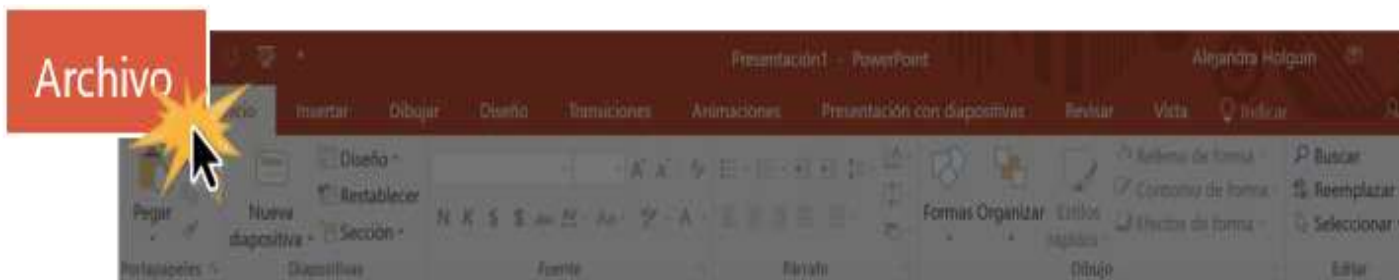 Archivo
Presentación1 - PowerPoint Alejandra Holguin
Insertar Dibujar Diseño Transiciones Animaciones Presentación con diapositivas Revisar Vista Indicar
Diseño Relleno de forma Buscar
Restablecer Contorno de forma Reemplazar
Pegar Nueva diapositiva Sección N K S S Aa A Formas Organizar Estilos rápidos Efectos de forma Seleccionar
Portapapeles Diapositivas Fuente Párrafo Dibujo Editar